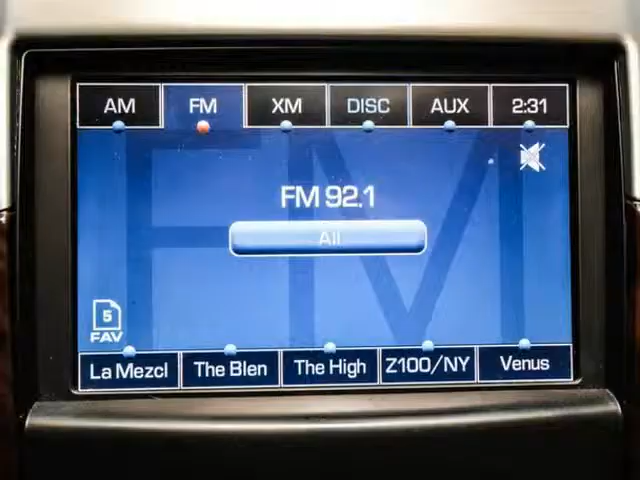 AM FM XM DISC AUX 2:31
FM 92.1
All
5
FAV
La Mezcl The Blen The High Z100/NY Venus